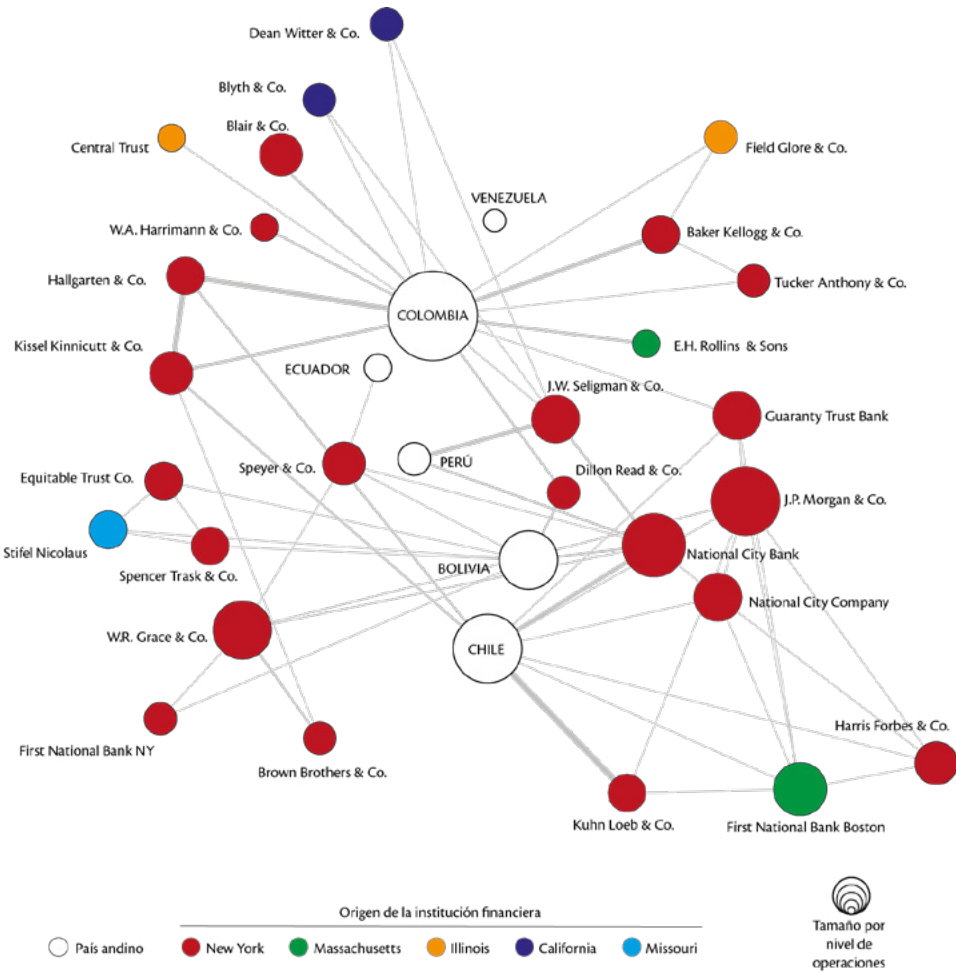 Dean Witter & Co.
Blyth & Co.
Blair & Co.
Central Trust
Field Glore & Co.
VENEZUELA
W.A. Harrimann & Co.
Baker Kellogg & Co.
Hallgarten & Co.
Tucker Anthony & Co.
COLOMBIA
Kissel Kinnicutt & Co.
E.H. Rollins & Sons
ECUADOR
J.W. Seligman & Co.
Guaranty Trust Bank
Speyer & Co.
PERÚ
Dillon Read & Co.
Equitable Trust Co.
J.P. Morgan & Co.
Stifel Nicolaus
National City Bank
BOLIVIA
Spencer Trask & Co.
National City Company
W.R. Grace & Co.
CHILE
Harris Forbes & Co.
First National Bank NY
Brown Brothers & Co.
Kuhn Loeb & Co.
First National Bank Boston
Origen de la institución financiera
País andino
New York
Massachusetts
Illinois
California
Missouri
Tamaño por
nivel de
operaciones